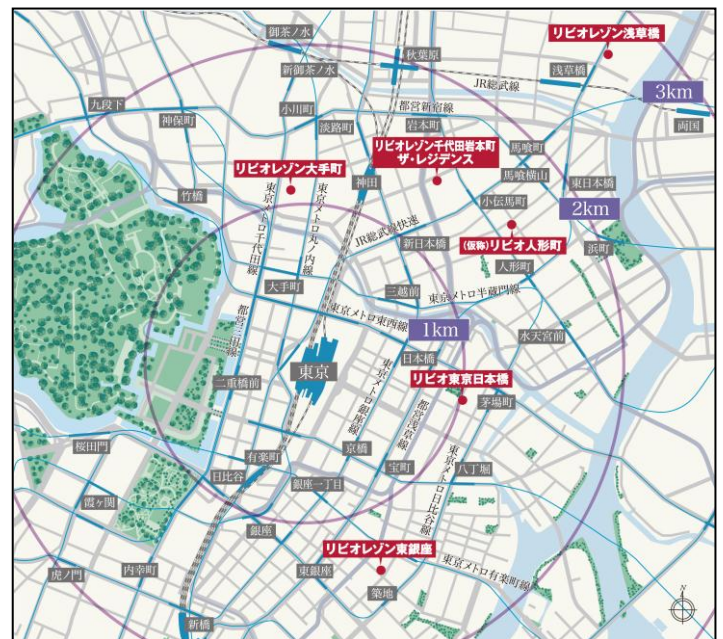 御茶ノ水
リビオレゾン浅草橋
秋葉原
新御茶ノ水
浅草橋
JR総武線
3km
九段下
小川町
都営新宿線
神保町
淡路町
岩本町
両国
リビオレゾン千代田岩本町
ザ・レジデンス
馬喰町
リビオレゾン大手町
馬喰横山
神田
東日本橋
竹橋
小伝馬町
2km
東京メトロ千代田線
東京メトロ丸ノ内線
JR総武線快速
新日本橋
(仮称)リビオ人形町
浜町
人形町
大手町
三越前
東京メトロ半蔵門線
東京メトロ東西線
1km
水天宮前
都営三田線
日本橋
東京
リビオ東京日本橋
二重橋前
東京メトロ銀座線
都営浅草線
茅場町
桜田門
有楽町
京橋
日比谷
宝町
八丁堀
東京メトロ日比谷線
銀座一丁目
霞ヶ関
銀座
リビオレゾン東銀座
虎ノ門
内幸町
東銀座
東京メトロ有楽町線
築地
新橋
N